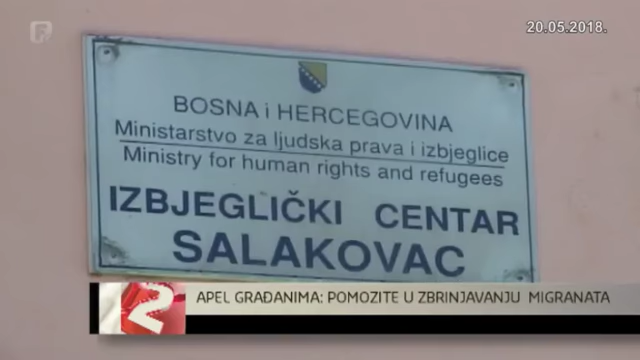 20.05.2018.
BOSNA i HERCEGOVINA
Ministarstvo za ljudska prava i izbjeglice
Ministry for human rights and refugees
IZBJEGLIČKI CENTAR
SALAKOVAC
2
APEL GRAĐANIMA: POMOZITE U ZBRINJAVANJU MIGRANATA